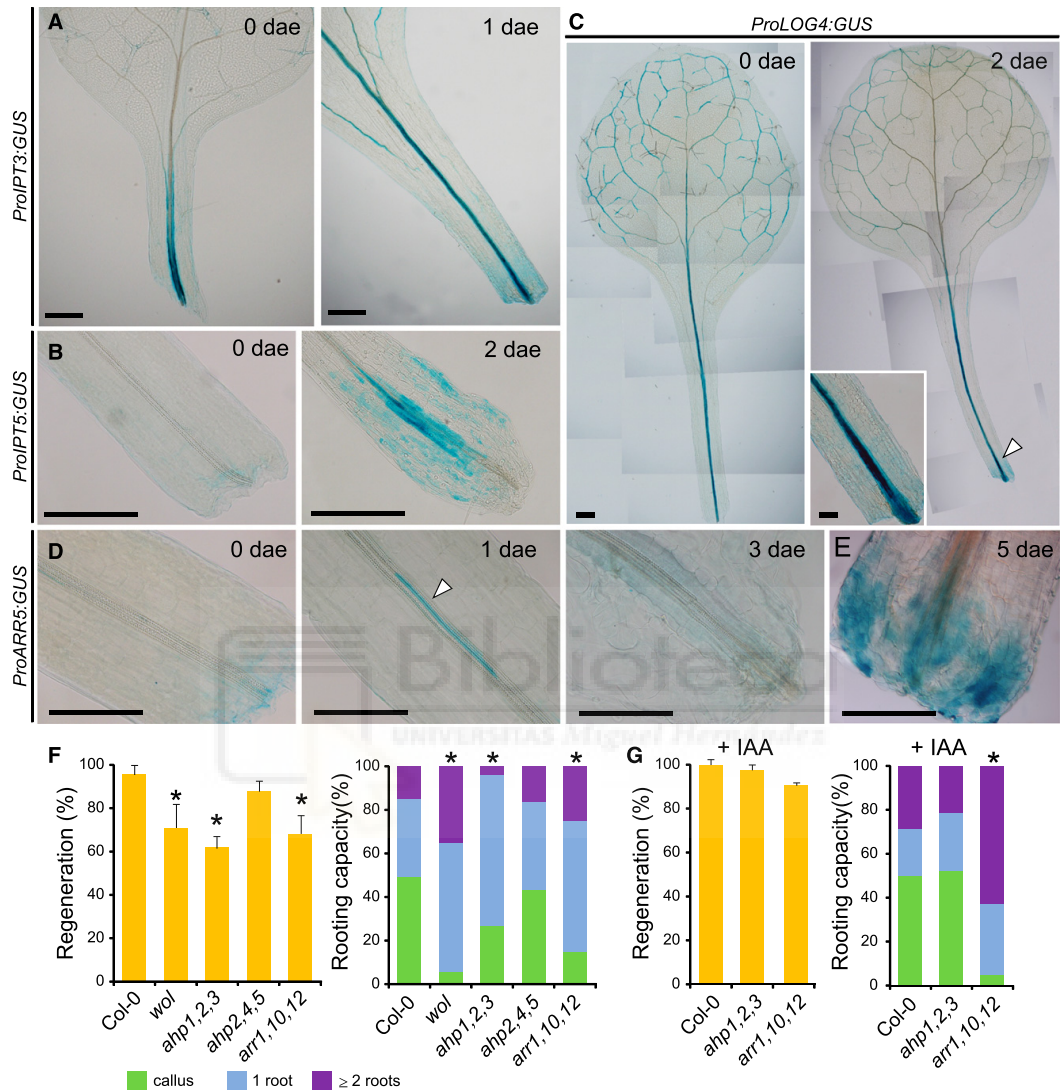 A
0 dae
1 dae
ProIPT3:GUS
C
ProLOG4:GUS
0 dae
2 dae
B
0 dae
2 dae
ProIPT5:GUS
D
0 dae
1 dae
3 dae
E
5 dae
ProARR5:GUS
Biblioteca
UNIVERSITAS Miguel Hernández
F
Regeneration (%)
100
80
60
40
20
0
*
*
*
Col-0
wol
ahp1,2,3
ahp2,4,5
arr1,10,12
Rooting capacity(%)
100
80
60
40
20
0
*
*
*
Col-0
wol
ahp1,2,3
ahp2,4,5
arr1,10,12
callus
1 root
≥ 2 roots
G
+ IAA
Regeneration (%)
100
80
60
40
20
0
Col-0
ahp1,2,3
arr1,10,12
+ IAA
*
Rooting capacity (%)
100
80
60
40
20
0
Col-0
ahp1,2,3
arr1,10,12